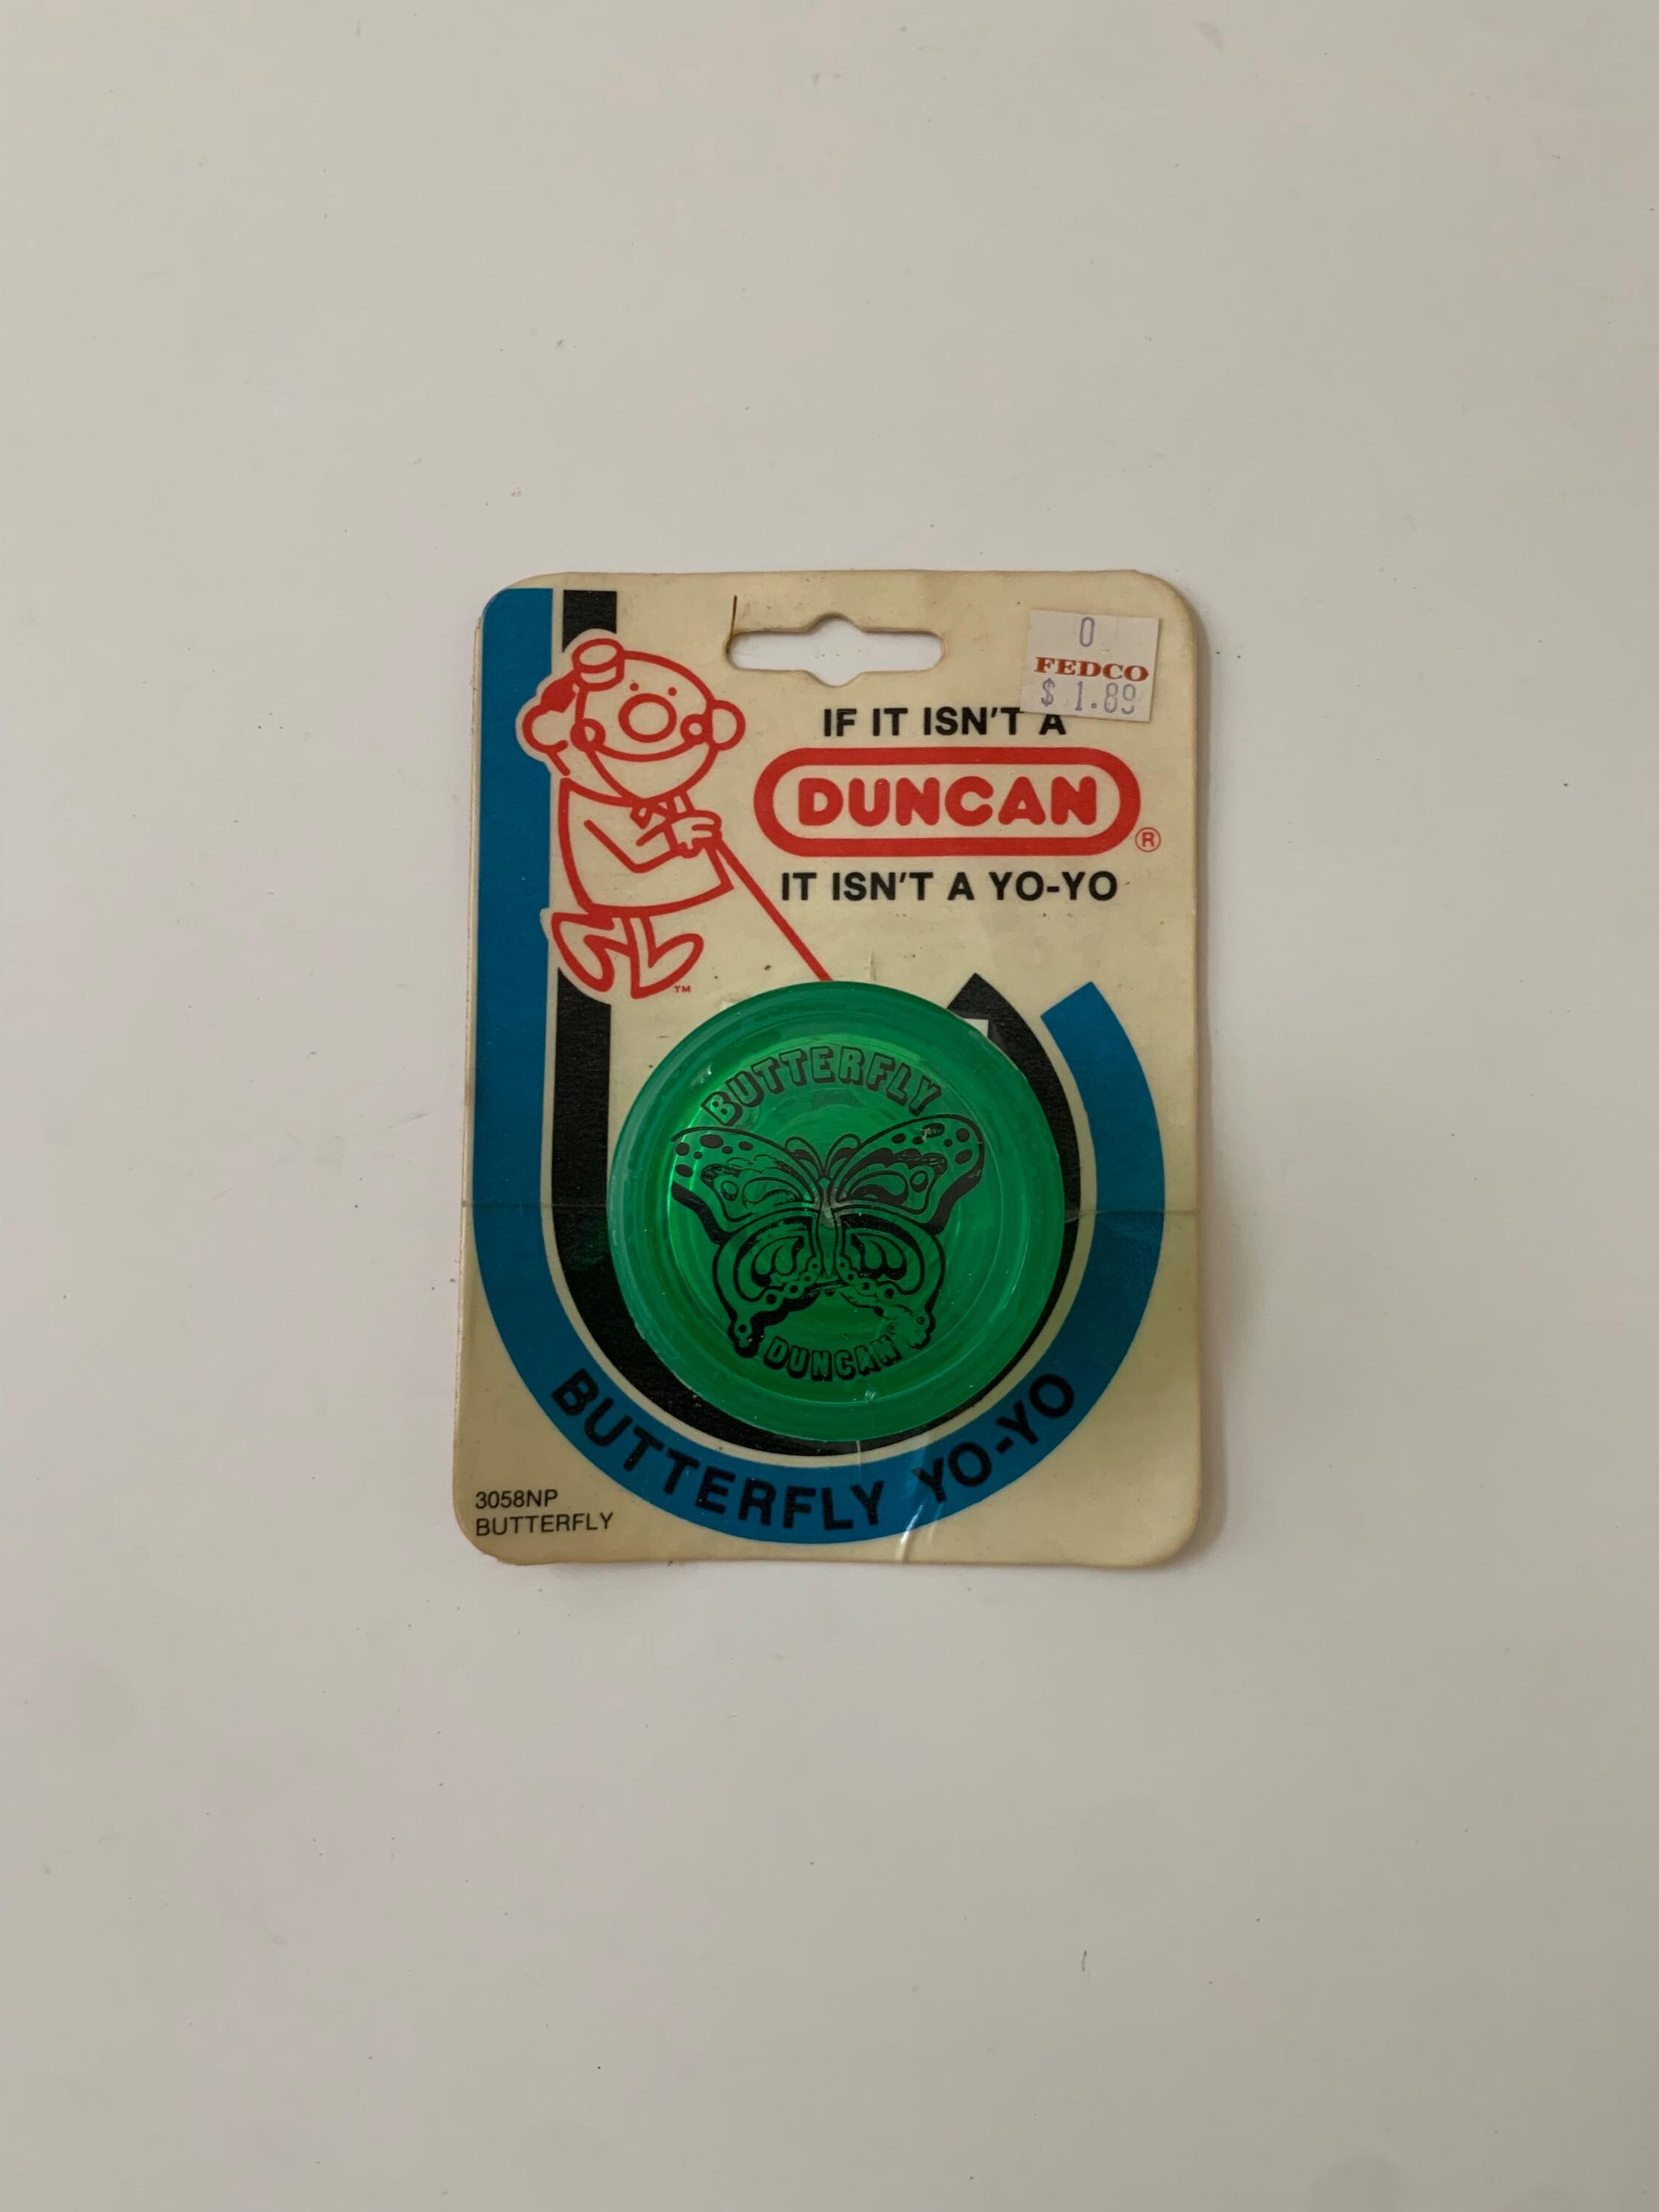 0
FEDCO
$ 1.89
IF IT ISN'T A
DUNCAN®
IT ISN'T A YO-YO
TM
BUTTERFLY
DUNCAN®
BUTTERFLY YO-YO
3058NP
BUTTERFLY